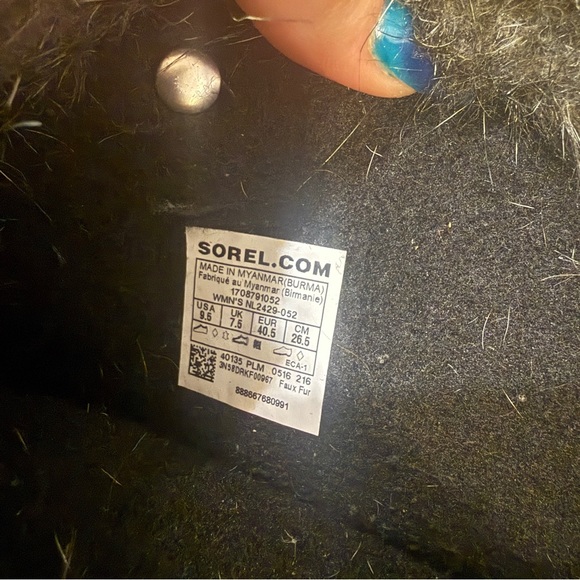 SOREL.COM
MADE IN MYANMAR(BURMA)
Fabriqué au Myanmar (Birmanie)
1708791052
WMN'S NL2429-052
USA UK EUR CM
9.5 7.5 40.5 26.5
ECA-1
40135 PLM 0516 216
3N58DRKF00967 Faux Fur
888667680991